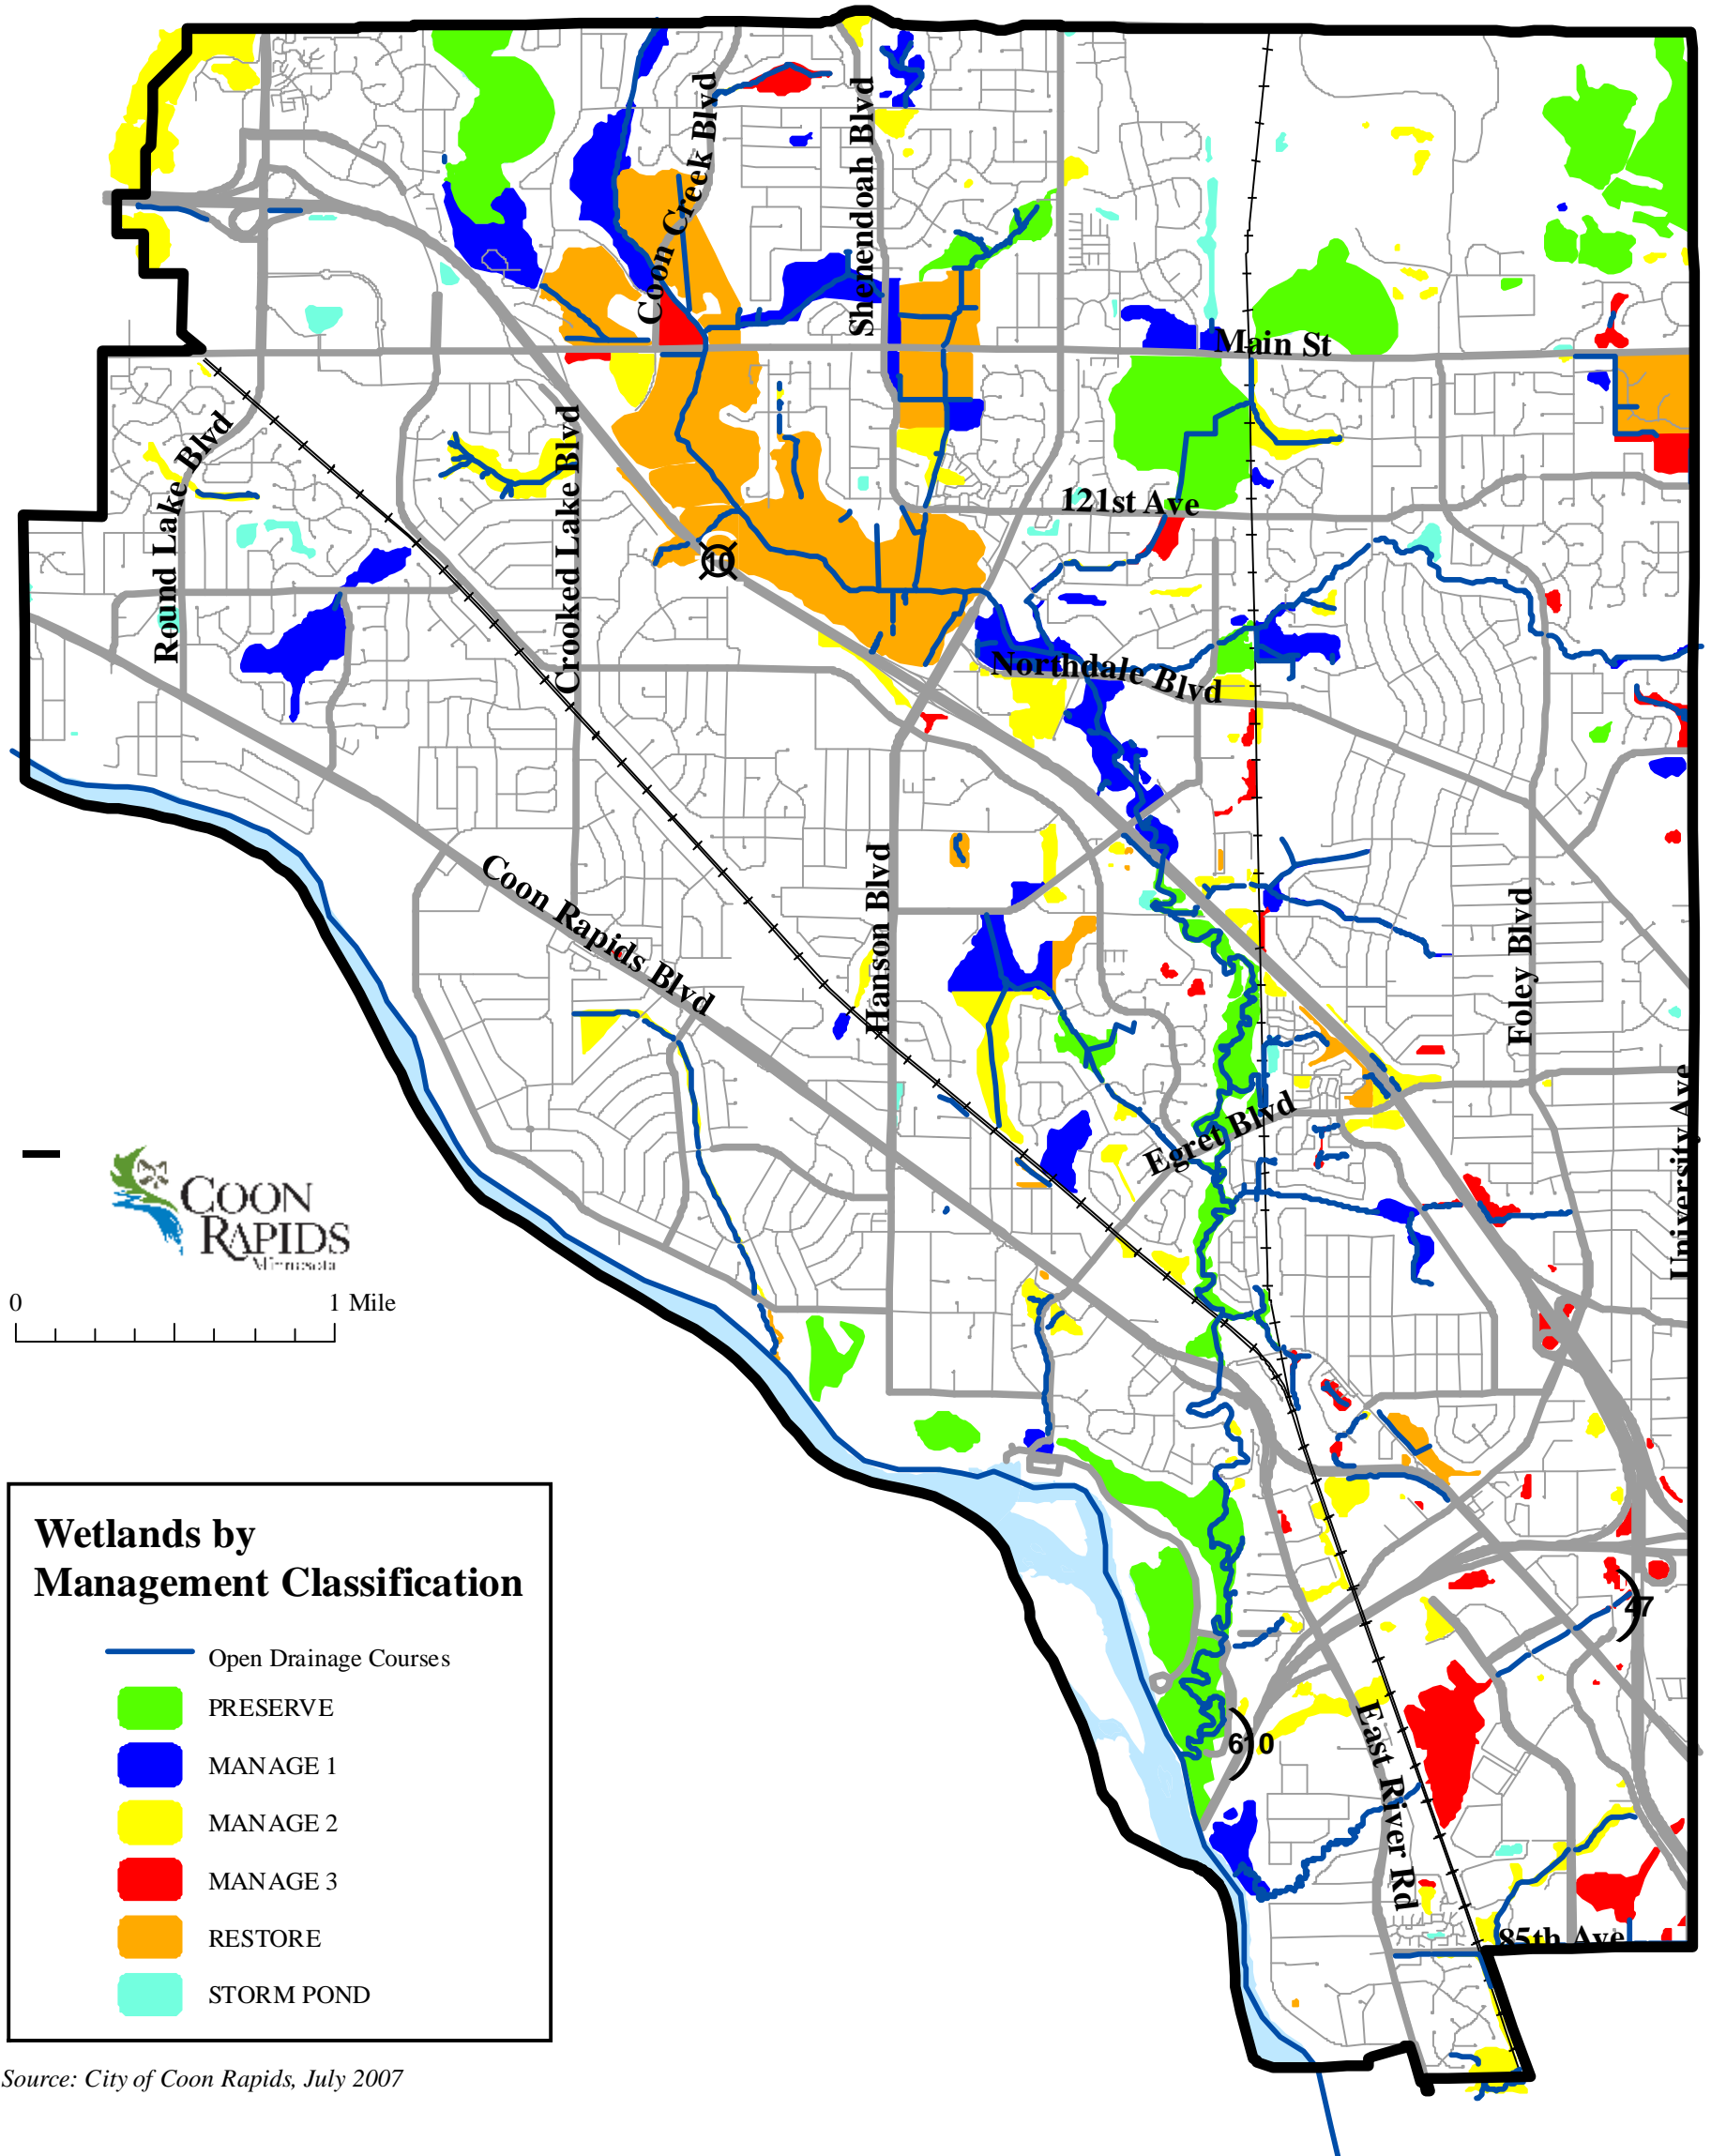 Coon Creek Blvd
Shenendoah Blvd
Main St
Round Lake Blvd
Crooked Lake Blvd
121st Ave
10
Northdale Blvd
Coon Rapids Blvd
Hanson Blvd
Foley Blvd
University Ave
Egret Blvd
COON
RAPIDS
Minnesota
0 1 Mile
Wetlands by
Management Classification
Open Drainage Courses
PRESERVE
MANAGE 1
MANAGE 2
MANAGE 3
RESTORE
STORM POND
47
610
East River Rd
85th Ave
Source: City of Coon Rapids, July 2007